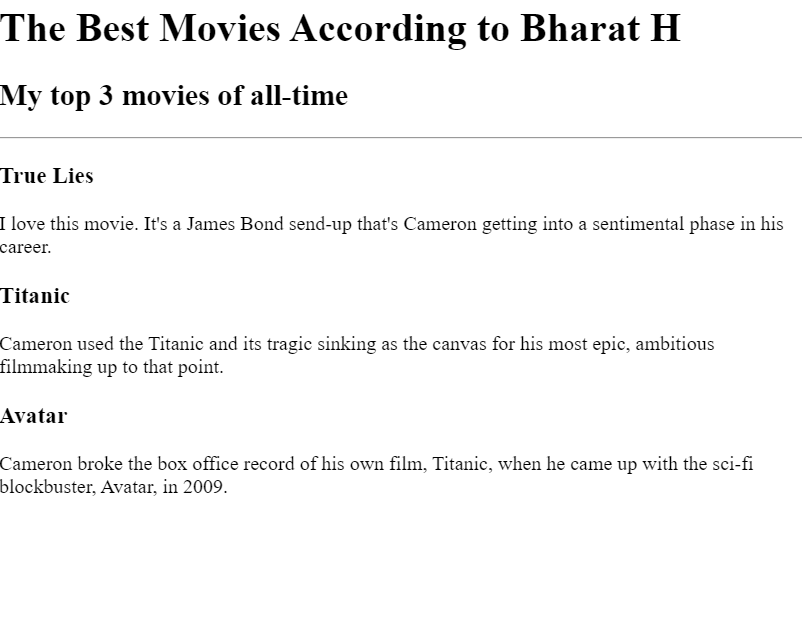 The Best Movies According to Bharat H
My top 3 movies of all-time
True Lies
I love this movie. It's a James Bond send-up that's Cameron getting into a sentimental phase in his
career.
Titanic
Cameron used the Titanic and its tragic sinking as the canvas for his most epic, ambitious
filmmaking up to that point.
Avatar
Cameron broke the box office record of his own film, Titanic, when he came up with the sci-fi
blockbuster, Avatar, in 2009.